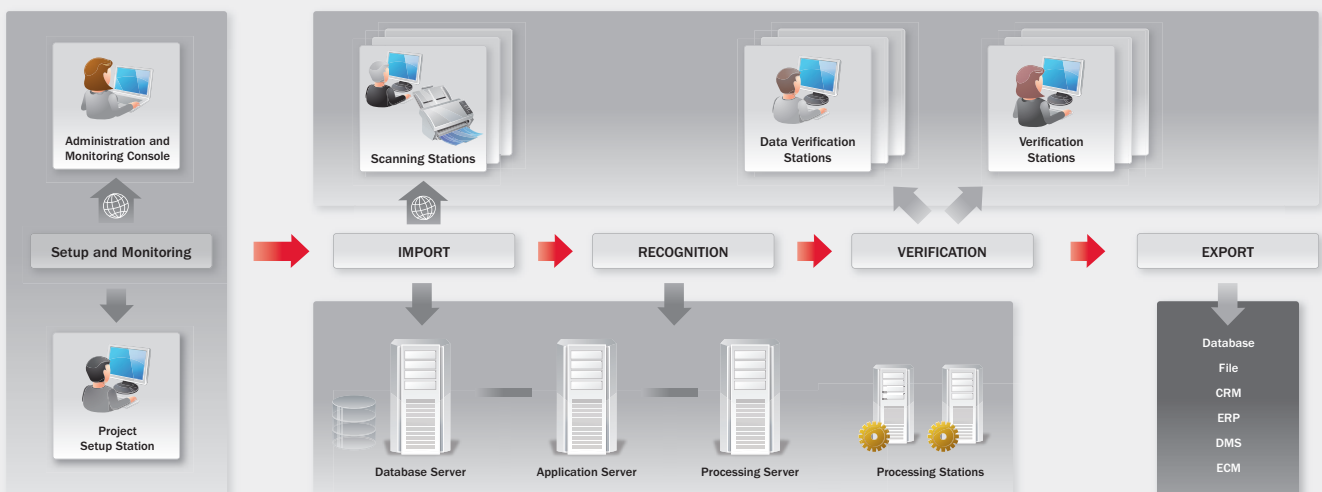 Administration and
Monitoring Console
Scanning Stations
Data Verification
Stations
Verification
Stations
Setup and Monitoring
IMPORT
RECOGNITION
VERIFICATION
EXPORT
Project
Setup Station
Database Server
Application Server
Processing Server
Processing Stations
Database
File
CRM
ERP
DMS
ECM